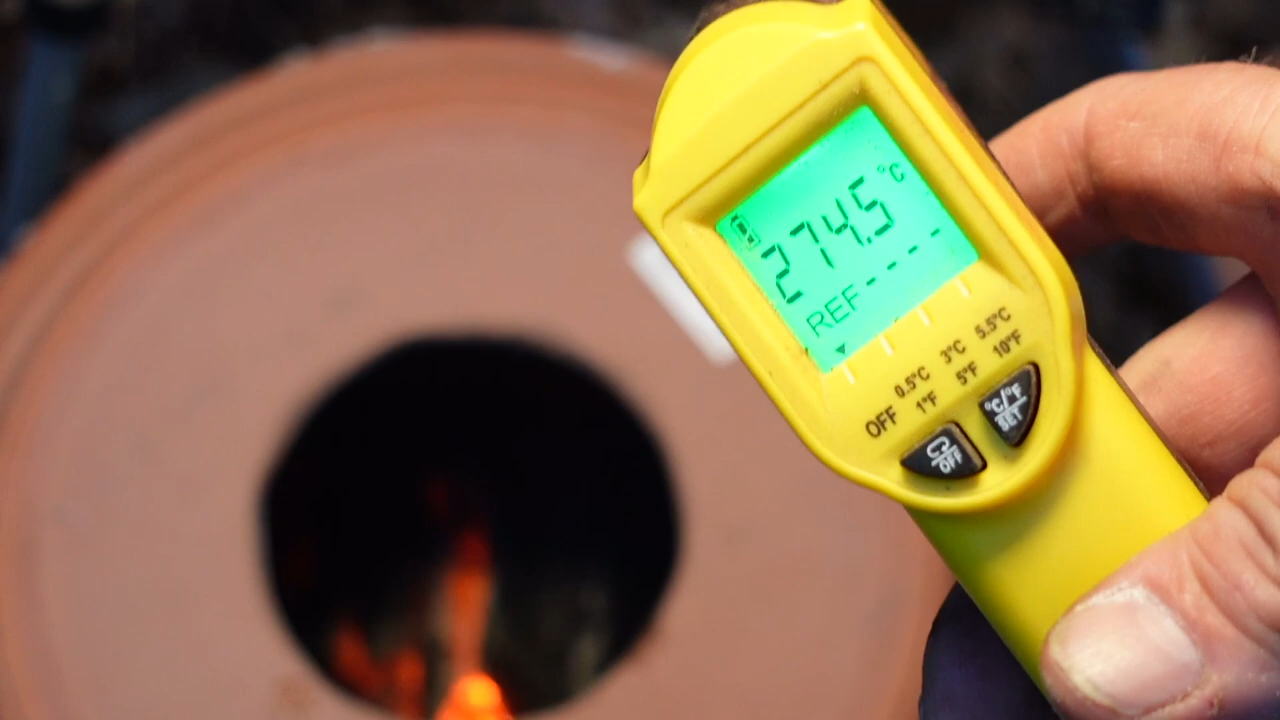 274.5 °C
REF----
OFF 0.5°C 3°C 5.5°C
1°F 5°F 10°F
OFF
°C/°F
SET